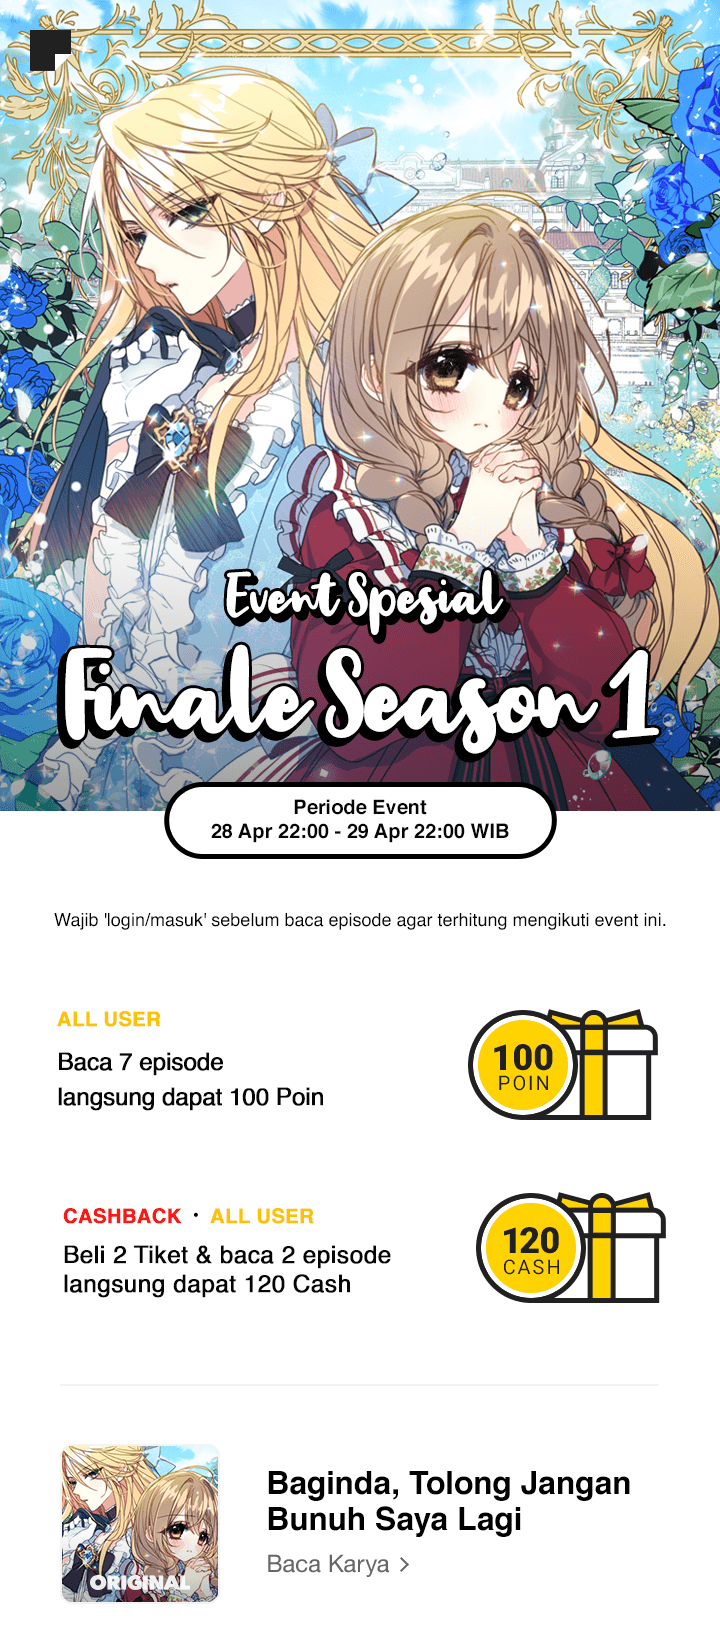 Event Spesial
Finale Season 1
Periode Event
28 Apr 22:00 - 29 Apr 22:00 WIB
Wajib 'login/masuk' sebelum baca episode agar terhitung mengikuti event ini.
ALL USER
Baca 7 episode
langsung dapat 100 Poin
100
POIN
CASHBACK · ALL USER
Beli 2 Tiket & baca 2 episode
langsung dapat 120 Cash
120
CASH
ORIGINAL
Baginda, Tolong Jangan
Bunuh Saya Lagi
Baca Karya >